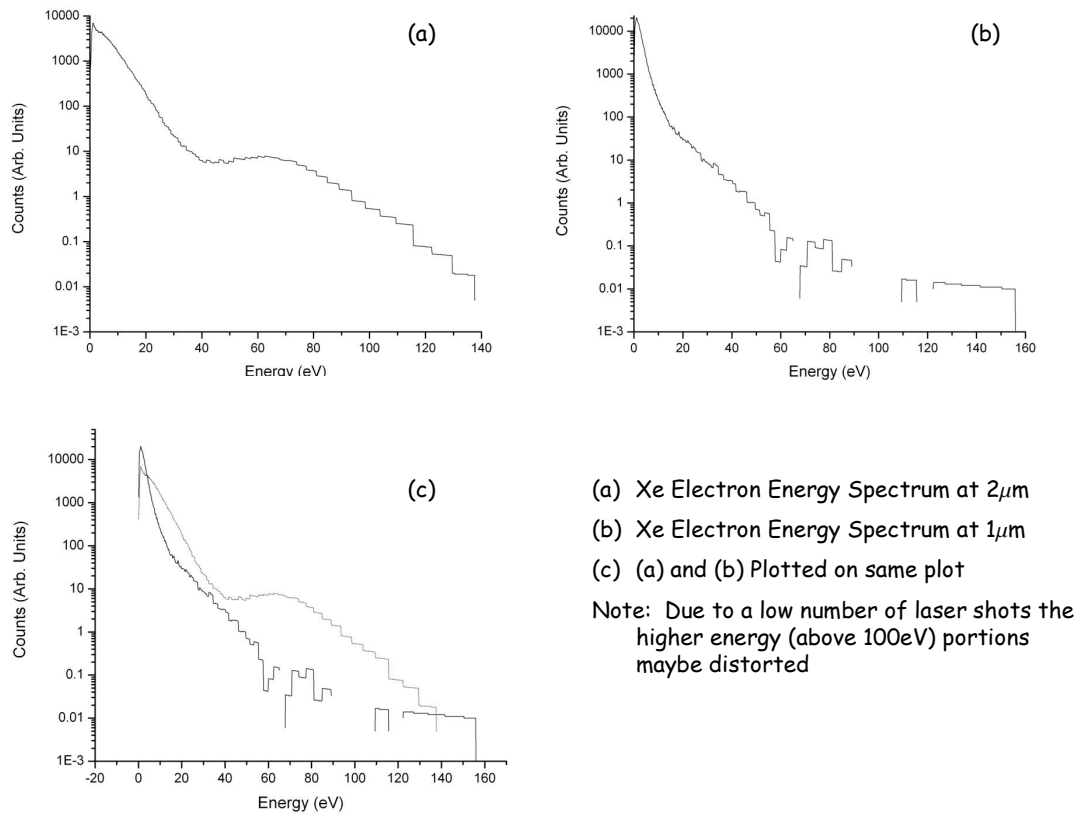 (a)
10000
1000
100
10
1
0.1
0.01
1E-3
Counts (Arb. Units)
0 20 40 60 80 100 120 140
Energy (eV)
(b)
10000
1000
100
10
1
0.1
0.01
1E-3
Counts (Arb. Units)
0 20 40 60 80 100 120 140 160
Energy (eV)
(c)
10000
1000
100
10
1
0.1
0.01
1E-3
Counts (Arb. Units)
-20 0 20 40 60 80 100 120 140 160
Energy (eV)
(a) Xe Electron Energy Spectrum at 2μm
(b) Xe Electron Energy Spectrum at 1μm
(c) (a) and (b) Plotted on same plot
Note: Due to a low number of laser shots the
higher energy (above 100eV) portions
maybe distorted